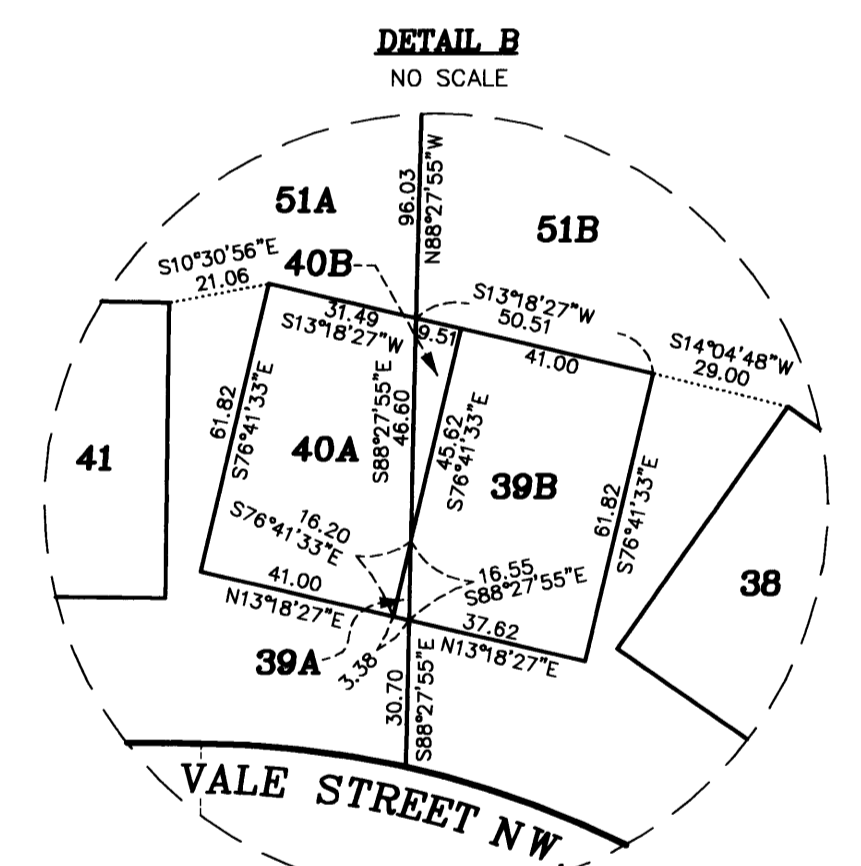 DETAIL B
NO SCALE
96.03
N88°27'55"W
51A
51B
S10°30'56"E
21.06
40B
31.49
S13°18'27"W
9.51
S13°18'27"W
50.51
41.00
S14°04'48"W
29.00
61.82
S76°41'33"E
S88°27'55"E
46.60
45.62
S76°41'33"E
41
40A
39B
61.82
S76°41'33"E
16.20
S76°41'33"E
16.55
S88°27'55"E
38
41.00
N13°18'27"E
37.62
N13°18'27"E
39A
3.38
30.70
S88°27'55"E
VALE STREET NW.